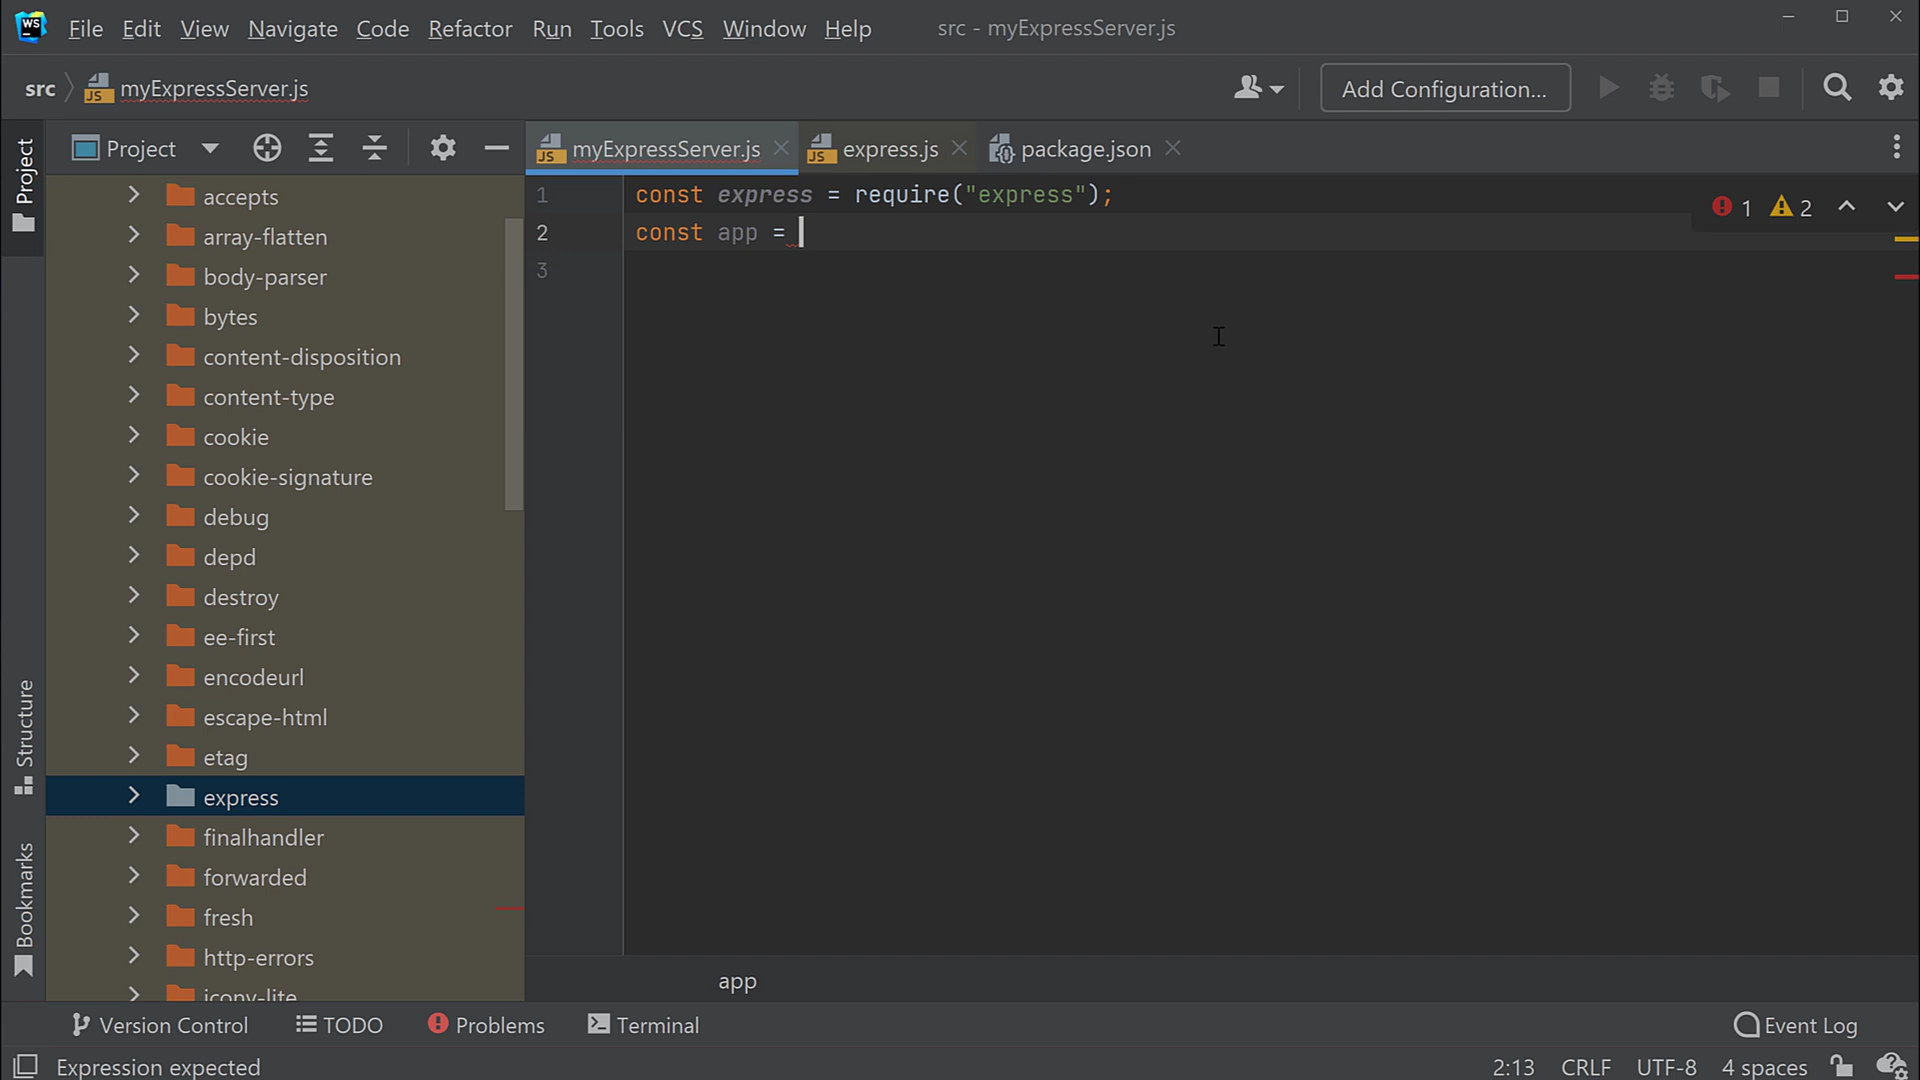 WS File Edit View Navigate Code Refactor Run Tools VCS Window Help src - myExpressServer.js
src JS myExpressServer.js Add Configuration...
Project Project JS myExpressServer.js JS express.js package.json
accepts
array-flatten
body-parser
bytes
content-disposition
content-type
cookie
cookie-signature
debug
depd
destroy
ee-first
encodeurl
escape-html
etag
express
finalhandler
forwarded
fresh
http-errors
iconv-lite
1 const express = require("express");
1 2
2 const app =
3
Structure
Bookmarks
app
Version Control TODO Problems Terminal Event Log
Expression expected 2:13 CRLF UTF-8 4 spaces